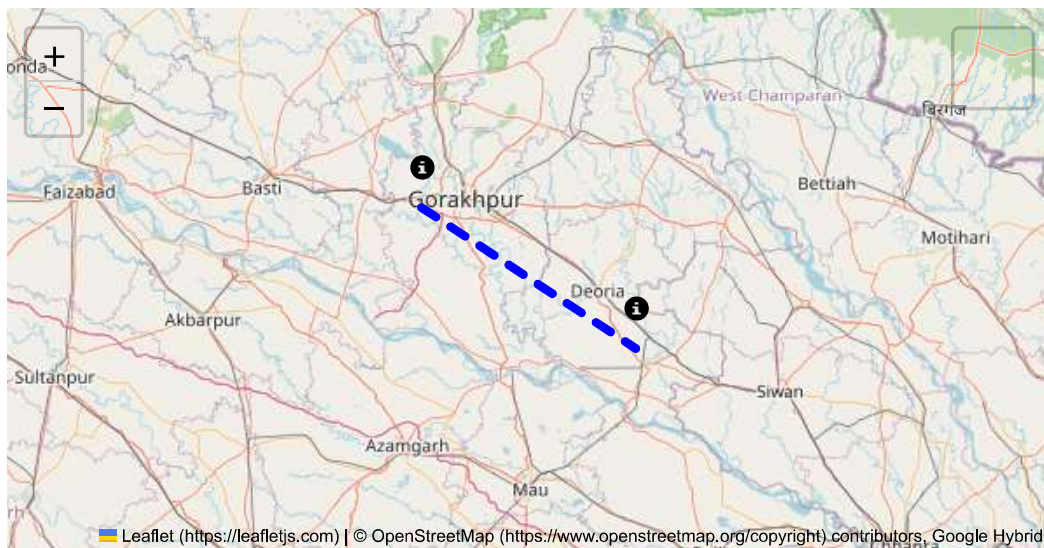 +
onda
−
West Champaran
बिरगंज
Faizabad
Basti
Gorakhpur
Bettiah
Motihari
Deoria
Akbarpur
Sultanpur
Siwan
Azamgarh
Mau
Leaflet (https://leafletjs.com) | © OpenStreetMap (https://www.openstreetmap.org/copyright) contributors, Google Hybrid